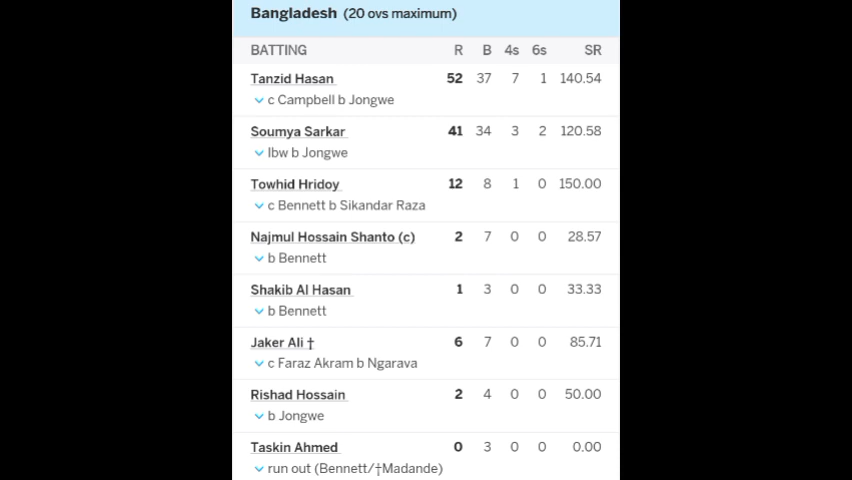 Bangladesh (20 ovs maximum)
BATTING R B 4s 6s SR
Tanzid Hasan 52 37 7 1 140.54
c Campbell b Jongwe
Soumya Sarkar 41 34 3 2 120.58
lbw b Jongwe
Towhid Hridoy 12 8 1 0 150.00
c Bennett b Sikandar Raza
Najmul Hossain Shanto (c) 2 7 0 0 28.57
b Bennett
Shakib Al Hasan 1 3 0 0 33.33
b Bennett
Jaker Ali † 6 7 0 0 85.71
c Faraz Akram b Ngarava
Rishad Hossain 2 4 0 0 50.00
b Jongwe
Taskin Ahmed 0 3 0 0 0.00
run out (Bennett/†Madande)